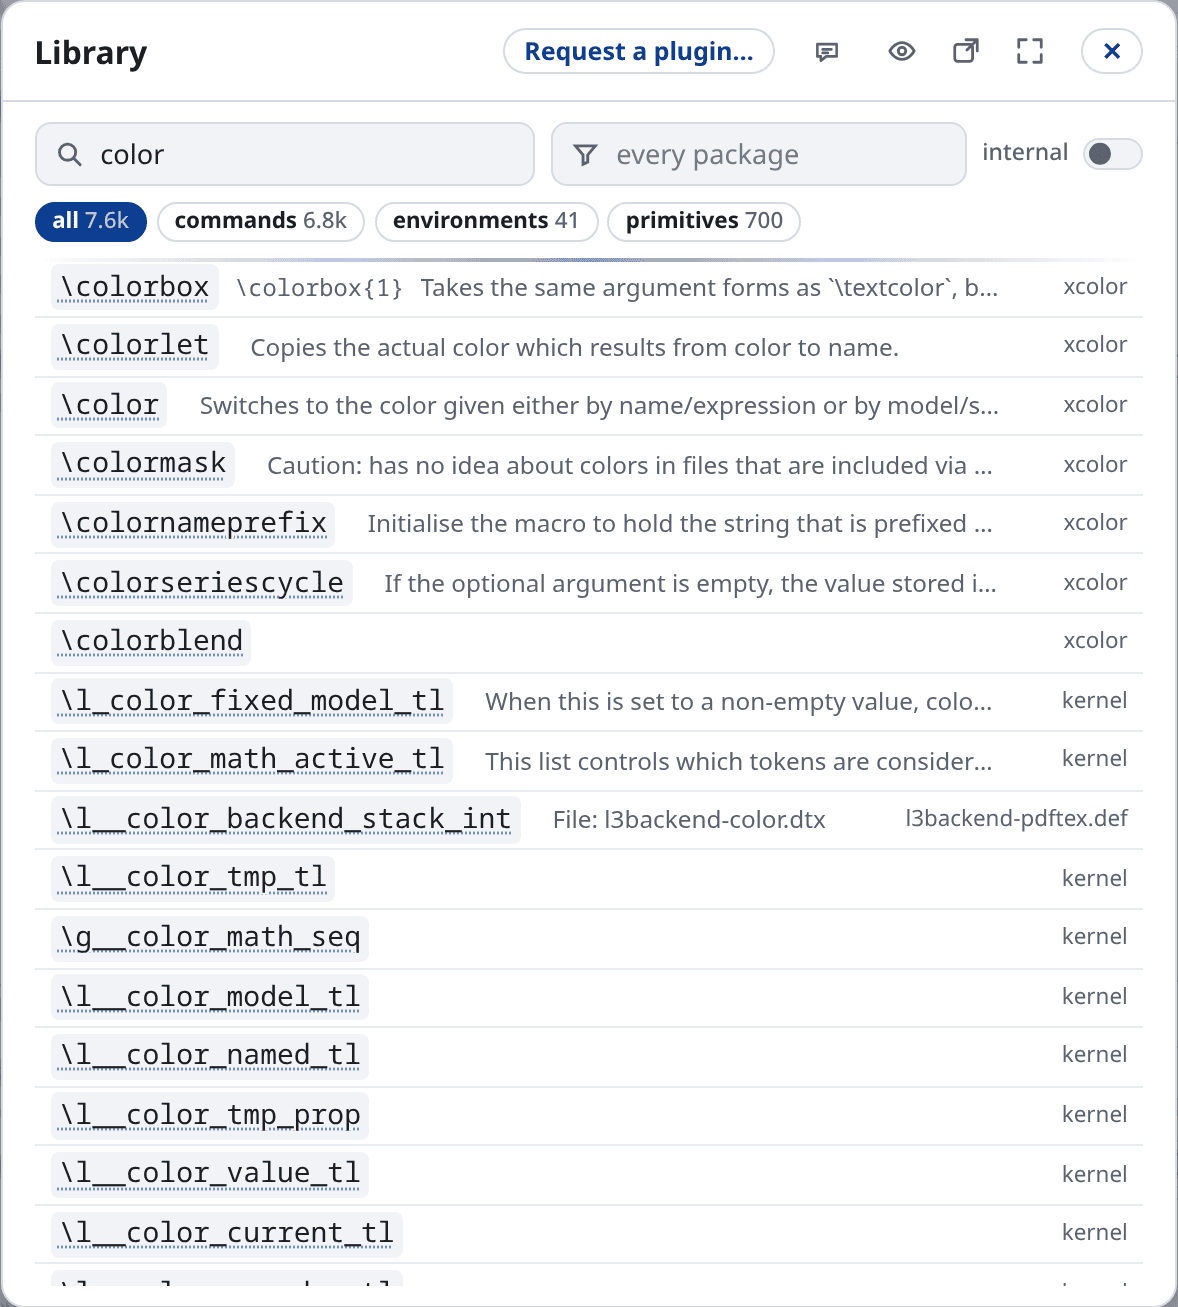 Library
Request a plugin...
color
every package
internal
all 7.6k
commands 6.8k
environments 41
primitives 700
\colorbox \colorbox{1} Takes the same argument forms as `\textcolor`, b... xcolor
\colorlet Copies the actual color which results from color to name. xcolor
\color Switches to the color given either by name/expression or by model/s... xcolor
\colormask Caution: has no idea about colors in files that are included via ... xcolor
\colornameprefix Initialise the macro to hold the string that is prefixed ... xcolor
\colorseriescycle If the optional argument is empty, the value stored i... xcolor
\colorblend xcolor
\l_color_fixed_model_tl When this is set to a non-empty value, colo... kernel
\l_color_math_active_tl This list controls which tokens are consider... kernel
\l__color_backend_stack_int File: l3backend-color.dtx l3backend-pdftex.def
\l__color_tmp_tl kernel
\g__color_math_seq kernel
\l__color_model_tl kernel
\l__color_named_tl kernel
\l__color_tmp_prop kernel
\l__color_value_tl kernel
\l__color_current_tl kernel